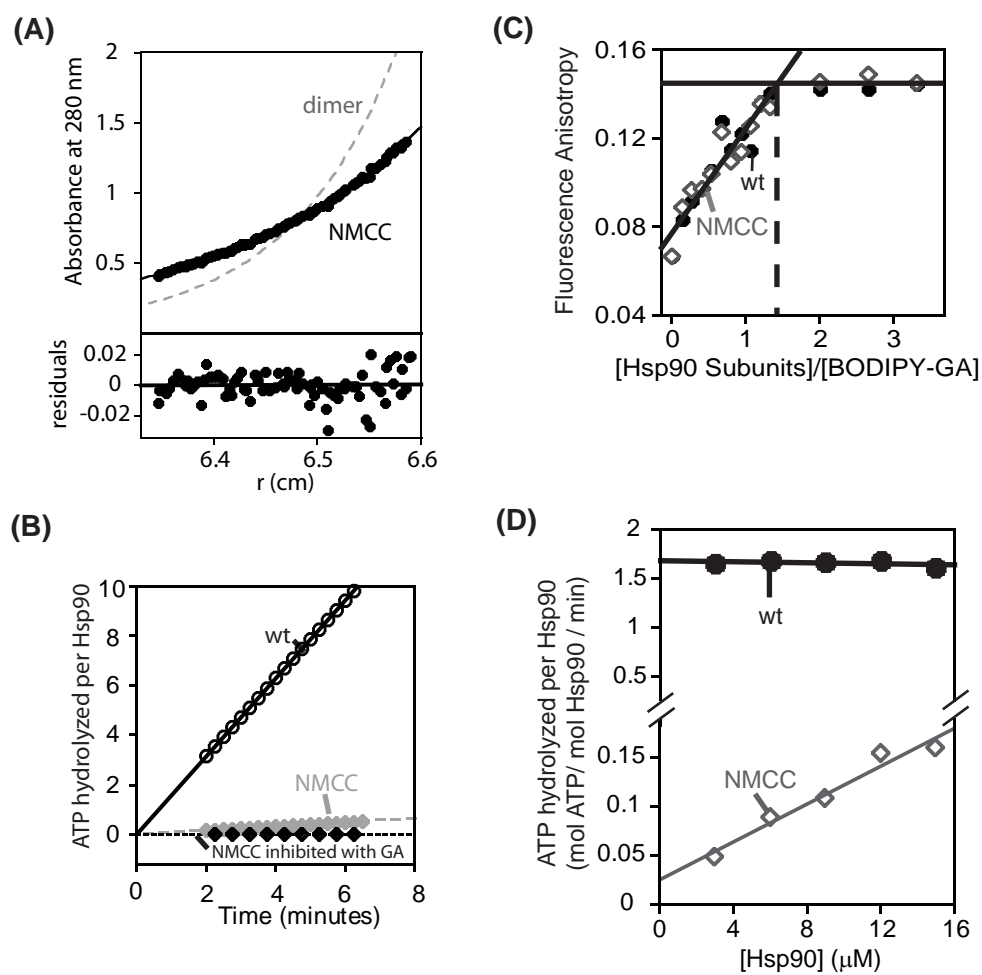 (A)
Absorbance at 280 nm
2
1.5
1
0.5
dimer
NMCC
residuals
0.02
0
-0.02
6.4
6.5
6.6
r (cm)
(C)
Fluorescence Anisotropy
0.16
0.12
0.08
0.04
wt
NMCC
0
1
2
3
[Hsp90 Subunits]/[BODIPY-GA]
(B)
ATP hydrolyzed per Hsp90
10
8
6
4
2
0
wt
NMCC
NMCC inhibited with GA
0
2
4
6
8
Time (minutes)
(D)
ATP hydrolyzed per Hsp90
(mol ATP/ mol Hsp90 / min)
2
1.5
1
0.5
0.15
0.1
0.05
0
wt
NMCC
0
4
8
12
16
[Hsp90] (µM)